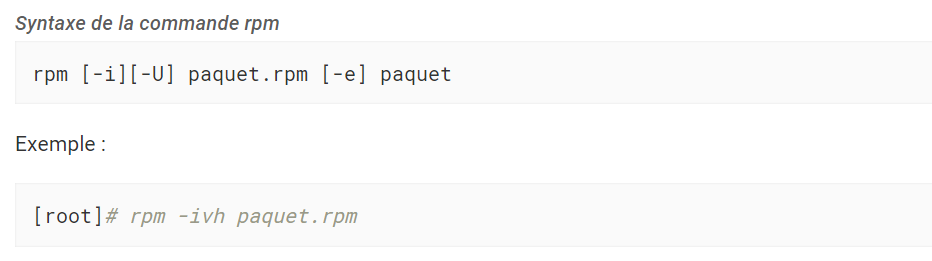 Syntaxe de la commande rpm
rpm [-i][-U] paquet.rpm [-e] paquet
Exemple :
[root]# rpm -ivh paquet.rpm